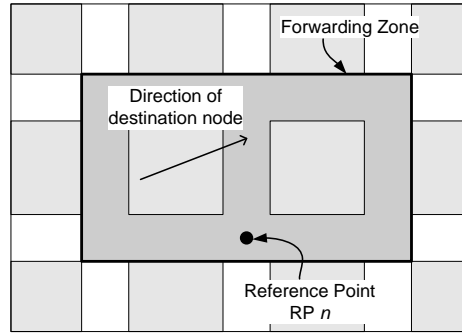 Forwarding Zone
Direction of
destination node
Reference Point
RP n